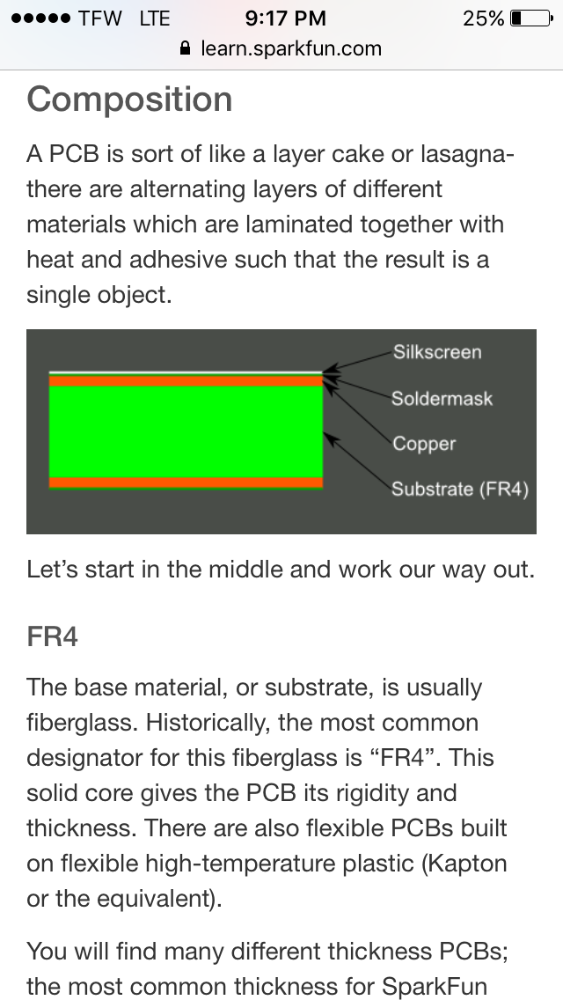 TFW LTE 9:17 PM 25%
learn.sparkfun.com
Composition
A PCB is sort of like a layer cake or lasagna-
there are alternating layers of different
materials which are laminated together with
heat and adhesive such that the result is a
single object.
Silkscreen
Soldermask
Copper
Substrate (FR4)
Let’s start in the middle and work our way out.
FR4
The base material, or substrate, is usually
fiberglass. Historically, the most common
designator for this fiberglass is “FR4”. This
solid core gives the PCB its rigidity and
thickness. There are also flexible PCBs built
on flexible high-temperature plastic (Kapton
or the equivalent).
You will find many different thickness PCBs;
the most common thickness for SparkFun